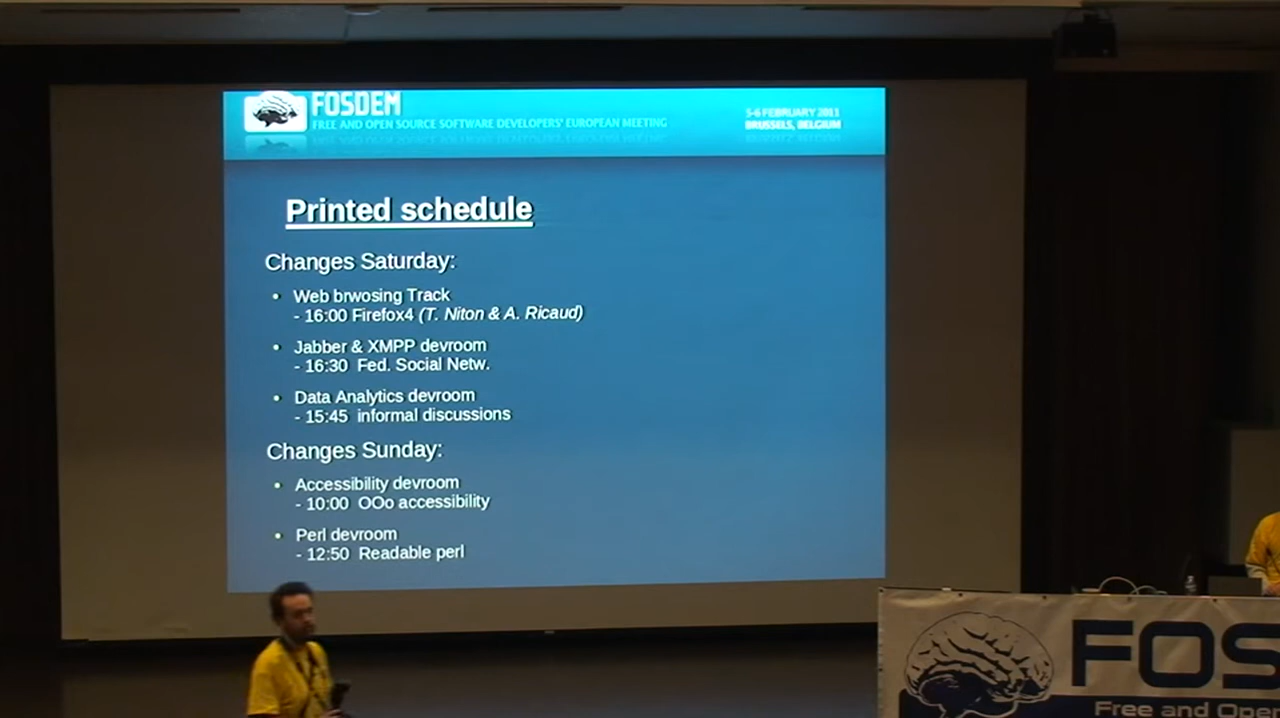 FOSDEM
FREE AND OPEN SOURCE SOFTWARE DEVELOPERS' EUROPEAN MEETING
5-6 FEBRUARY 2011
BRUSSELS, BELGIUM
Printed schedule
Changes Saturday:
• Web brwosing Track
- 16:00 Firefox4 (T. Niton & A. Ricaud)
• Jabber & XMPP devroom
- 16:30 Fed. Social Netw.
• Data Analytics devroom
- 15:45 informal discussions
Changes Sunday:
• Accessibility devroom
- 10:00 OOo accessibility
• Perl devroom
- 12:50 Readable perl
FOS
Free and Open